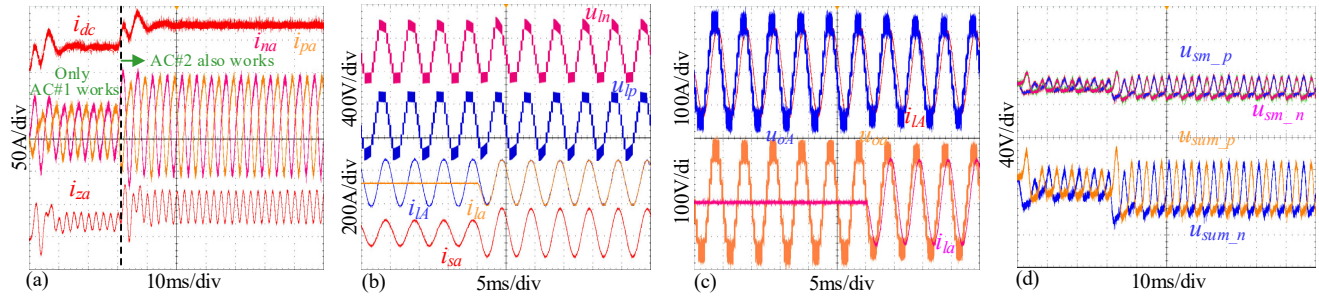 i_dc
i_na i_pa
AC#2 also works
Only
AC#1 works
50A/div
i_za
(a)
10ms/div
u_ln
400V/div
u_lp
200A/div
i_lA i_la
i_sa
(b)
5ms/div
100A/div
i_lA
u_oA
100V/di
i_la
(c)
5ms/div
u_sm_p
u_sm_n
40V/div
u_sum_p
u_sum_n
(d)
10ms/div